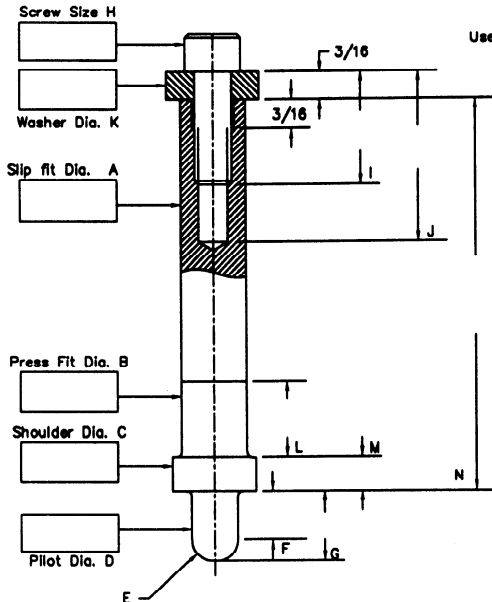 Screw Size H
Use
3/16
Washer Dia. K
3/16
Slip fit Dia. A
I
J
Press Fit Dia. B
Shoulder Dia. C
L
M
N
F
G
Pilot Dia. D
E